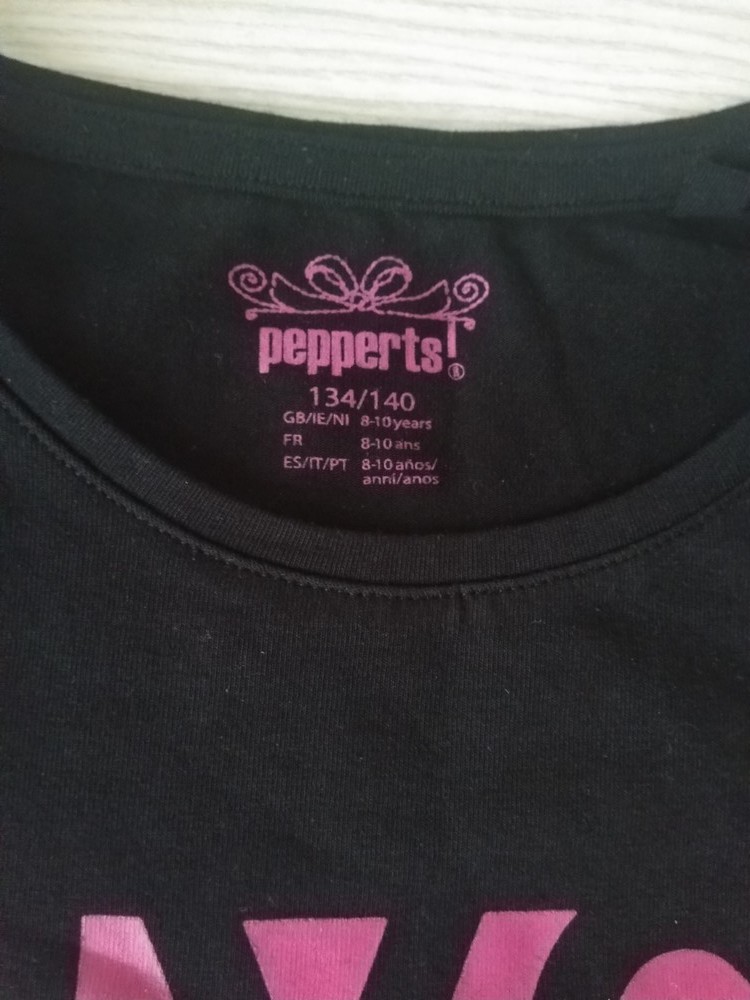 pepperts!®
134/140
GB/IE/NI 8-10 years
FR 8-10 ans
ES/IT/PT 8-10 años/
anni/anos